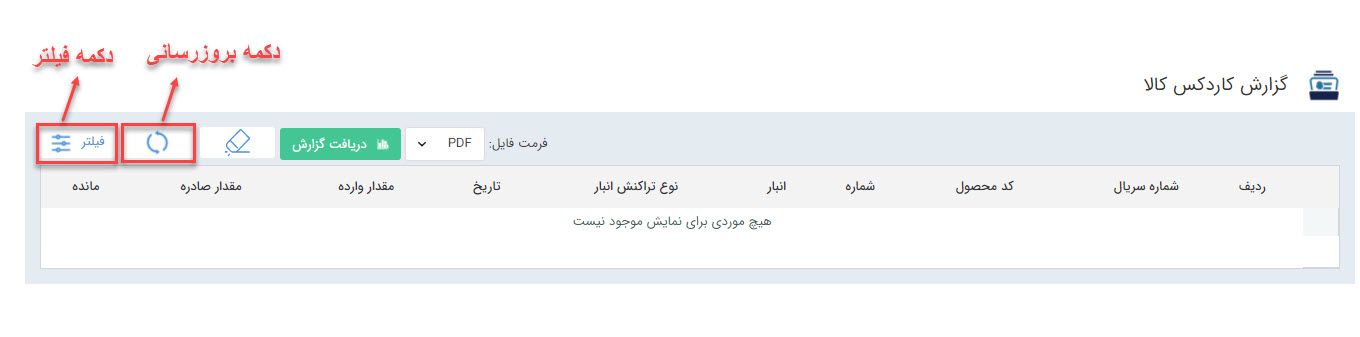 دکمه بروزرسانی
دکمه فیلتر
گزارش کاردکس کالا
فرمت فایل: PDF دریافت گزارش فیلتر
ردیف شماره سریال کد محصول شماره انبار نوع تراکنش انبار تاریخ مقدار وارده مقدار صادره مانده
هیچ موردی برای نمایش موجود نیست